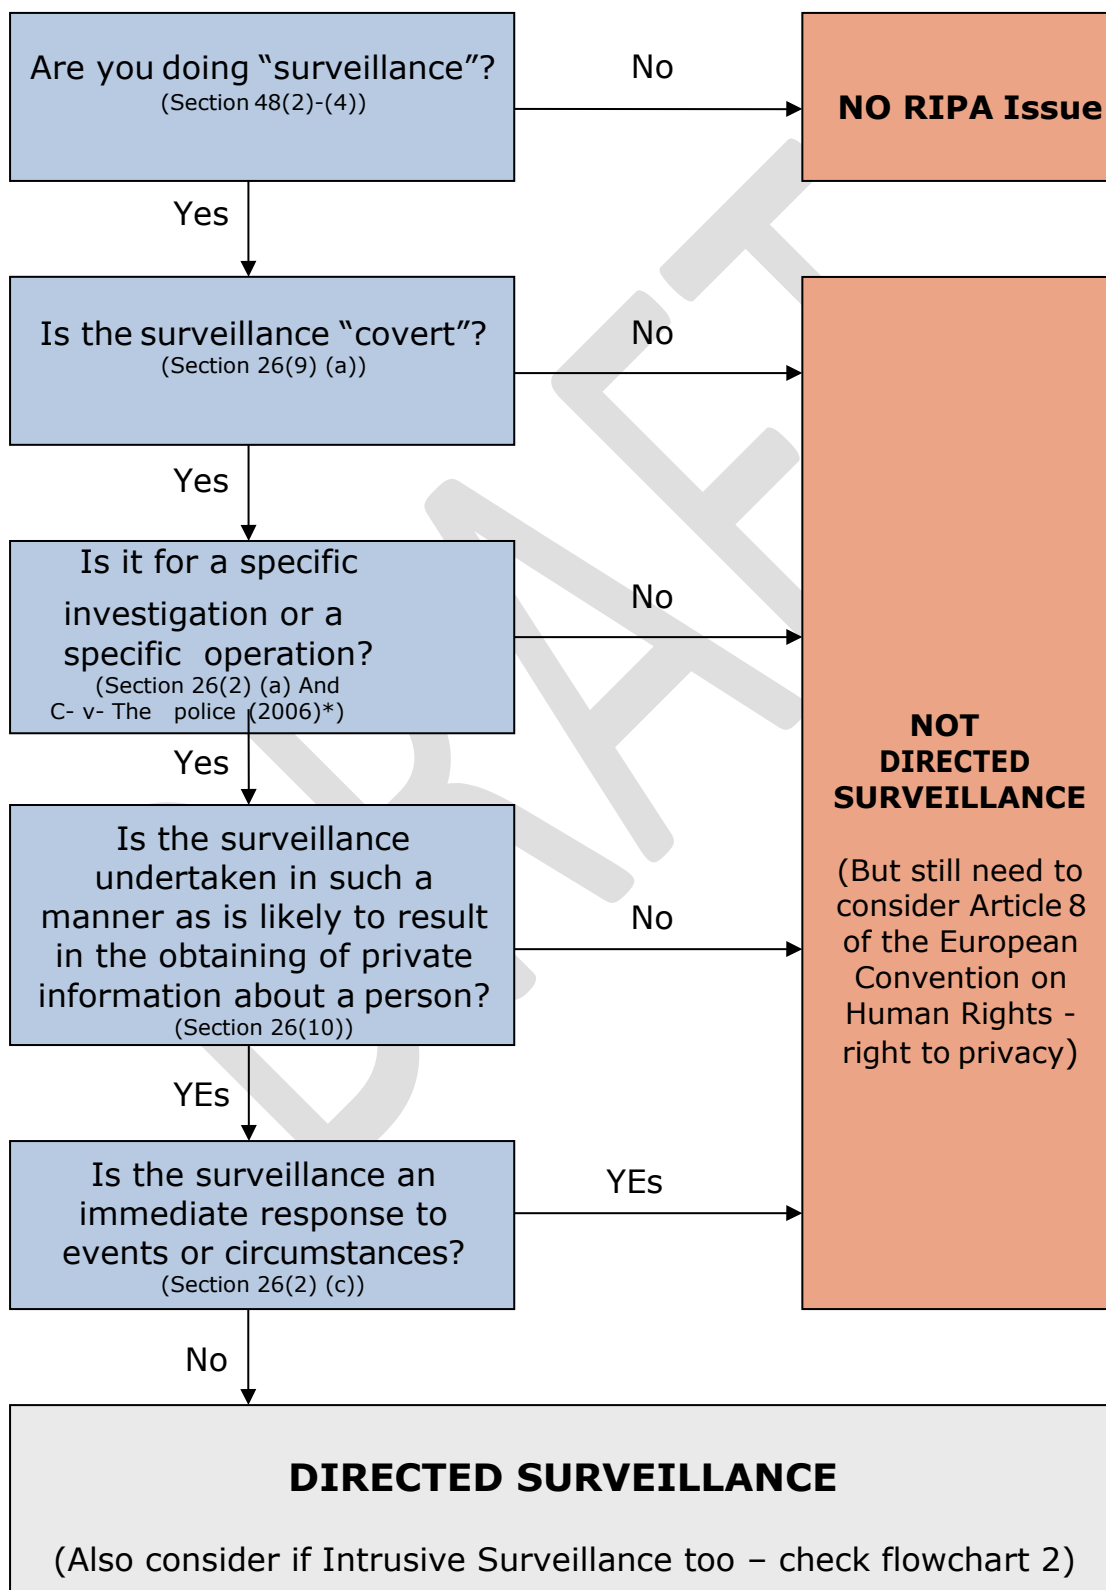 Are you doing “surveillance”?
(Section 48(2)-(4))
No
NO RIPA Issue
Yes
Is the surveillance “covert”?
(Section 26(9) (a))
No
Yes
Is it for a specific
investigation or a
specific operation?
(Section 26(2) (a) And
C- v- The police (2006)*)
No
Yes
Is the surveillance
undertaken in such a
manner as is likely to result
in the obtaining of private
information about a person?
(Section 26(10))
No
NOT
DIRECTED
SURVEILLANCE
(But still need to
consider Article 8
of the European
Convention on
Human Rights -
right to privacy)
YEs
Is the surveillance an
immediate response to
events or circumstances?
(Section 26(2) (c))
YEs
No
DIRECTED SURVEILLANCE
(Also consider if Intrusive Surveillance too – check flowchart 2)
DRAFT